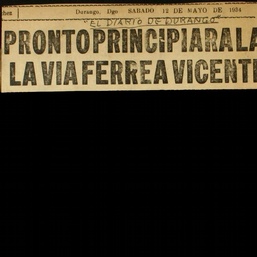 Durango, Dgo SABADO 12 DE MAYO DE 1934
"EL DIARIO DE DURANGO"
PRONTO PRINCIPIARA LA
LA VIA FERREA VICENT